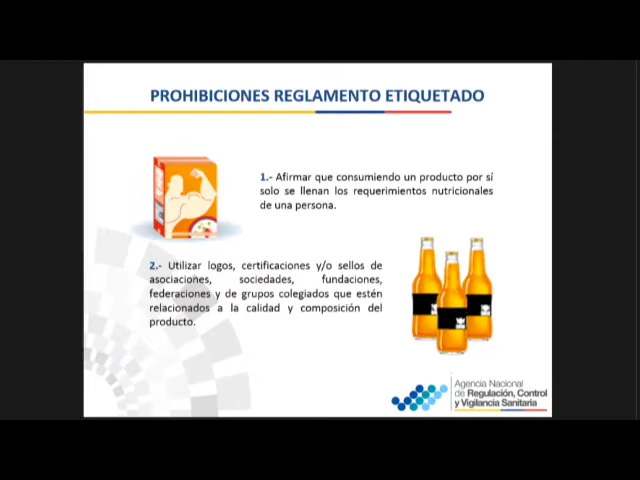 PROHIBICIONES REGLAMENTO ETIQUETADO
1.- Afirmar que consumiendo un producto por sí
solo se llenan los requerimientos nutricionales
de una persona.
2.- Utilizar logos, certificaciones y/o sellos de
asociaciones, sociedades, fundaciones,
federaciones y de grupos colegiados que estén
relacionados a la calidad y composición del
producto.
Agencia Nacional
de Regulación, Control
y Vigilancia Sanitaria